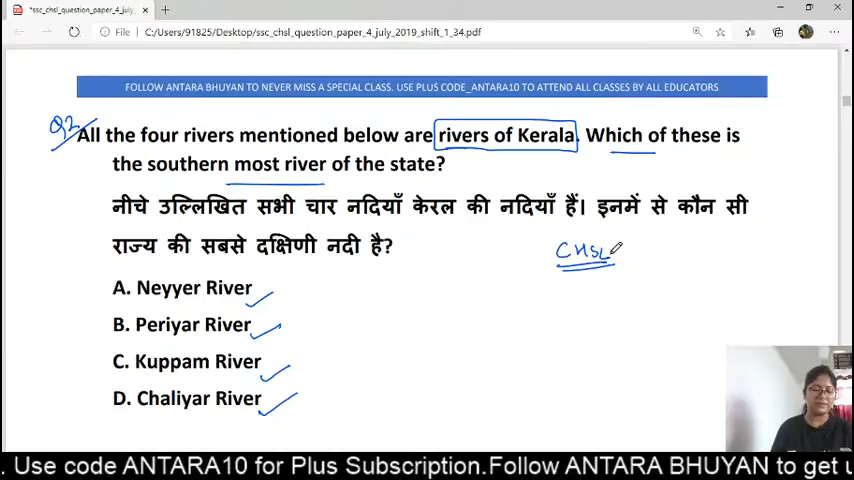 *ssc_chsl_question_paper_4_july_2019_shift_1_34.pdf
File
C:/Users/91825/Desktop/ssc_chsl_question_paper_4_july_2019_shift_1_34.pdf
FOLLOW ANTARA BHUYAN TO NEVER MISS A SPECIAL CLASS. USE PLUS CODE_ANTARA10 TO ATTEND ALL CLASSES BY ALL EDUCATORS
Q2
All the four rivers mentioned below are rivers of Kerala. Which of these is
the southern most river of the state?
नीचे उल्लिखित सभी चार नदियाँ केरल की नदियाँ हैं। इनमें से कौन सी
राज्य की सबसे दक्षिणी नदी है?
CHSL
A. Neyyer River
B. Periyar River
C. Kuppam River
D. Chaliyar River
. Use code ANTARA10 for Plus Subscription.Follow ANTARA BHUYAN to get u